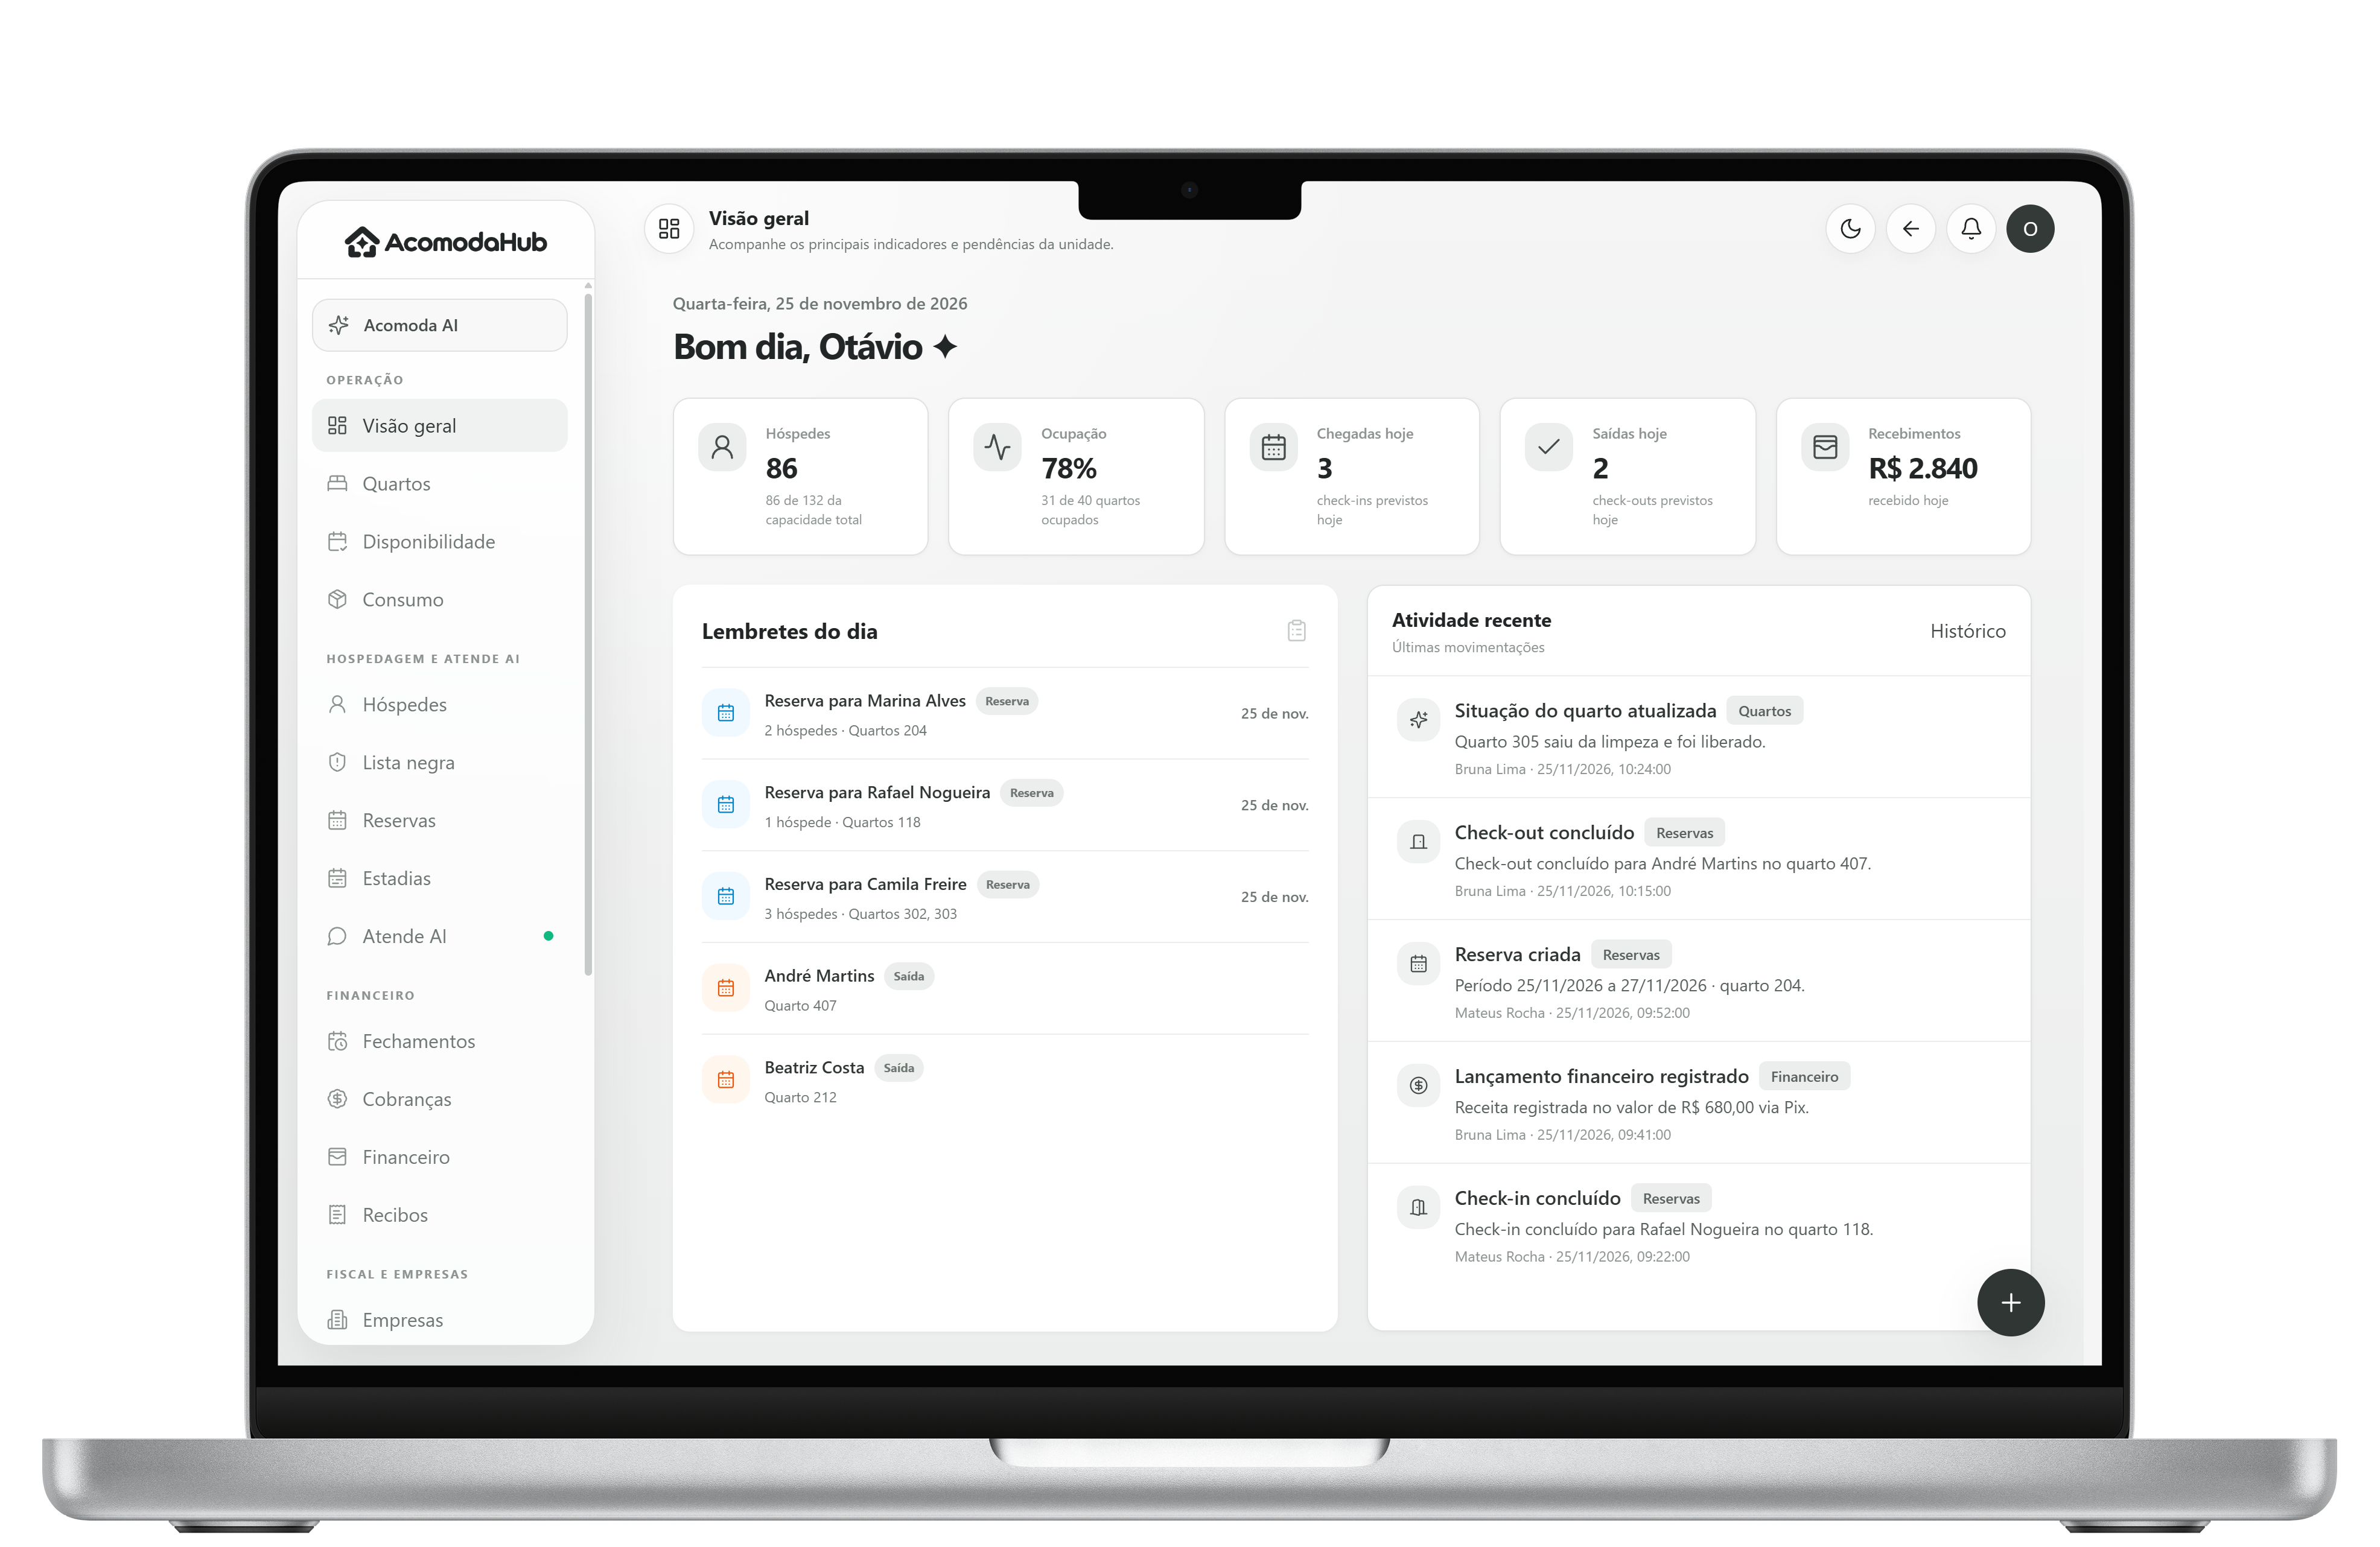 AcomodaHub
Acomoda AI
OPERAÇÃO
Visão geral
Quartos
Disponibilidade
Consumo
HOSPEDAGEM E ATENDE AI
Hóspedes
Lista negra
Reservas
Estadias
Atende AI
FINANCEIRO
Fechamentos
Cobranças
Financeiro
Recibos
FISCAL E EMPRESAS
Empresas
Visão geral
Acompanhe os principais indicadores e pendências da unidade.
O
Quarta-feira, 25 de novembro de 2026
Bom dia, Otávio ✦
Hóspedes
86
86 de 132 da
capacidade total
Ocupação
78%
31 de 40 quartos
ocupados
Chegadas hoje
3
check-ins previstos
hoje
Saídas hoje
2
check-outs previstos
hoje
Recebimentos
R$ 2.840
recebido hoje
Lembretes do dia
Reserva para Marina Alves Reserva
2 hóspedes · Quartos 204
25 de nov.
Reserva para Rafael Nogueira Reserva
1 hóspede · Quartos 118
25 de nov.
Reserva para Camila Freire Reserva
3 hóspedes · Quartos 302, 303
25 de nov.
André Martins Saída
Quarto 407
Beatriz Costa Saída
Quarto 212
Atividade recente
Últimas movimentações
Histórico
Situação do quarto atualizada Quartos
Quarto 305 saiu da limpeza e foi liberado.
Bruna Lima · 25/11/2026, 10:24:00
Check-out concluído Reservas
Check-out concluído para André Martins no quarto 407.
Bruna Lima · 25/11/2026, 10:15:00
Reserva criada Reservas
Período 25/11/2026 a 27/11/2026 · quarto 204.
Mateus Rocha · 25/11/2026, 09:52:00
Lançamento financeiro registrado Financeiro
Receita registrada no valor de R$ 680,00 via Pix.
Bruna Lima · 25/11/2026, 09:41:00
Check-in concluído Reservas
Check-in concluído para Rafael Nogueira no quarto 118.
Mateus Rocha · 25/11/2026, 09:22:00